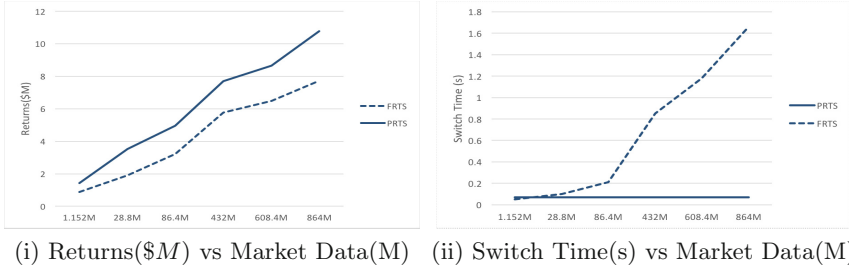 12
10
8
6
4
2
0
Returns($M)
1.152M 28.8M 86.4M 432M 608.4M 864M
FRTS
PRTS
1.8
1.6
1.4
1.2
1
0.8
0.6
0.4
0.2
0
Switch Time (s)
1.152M 28.8M 86.4M 432M 608.4M 864M
PRTS
FRTS
(i) Returns($M) vs Market Data(M) (ii) Switch Time(s) vs Market Data(M)